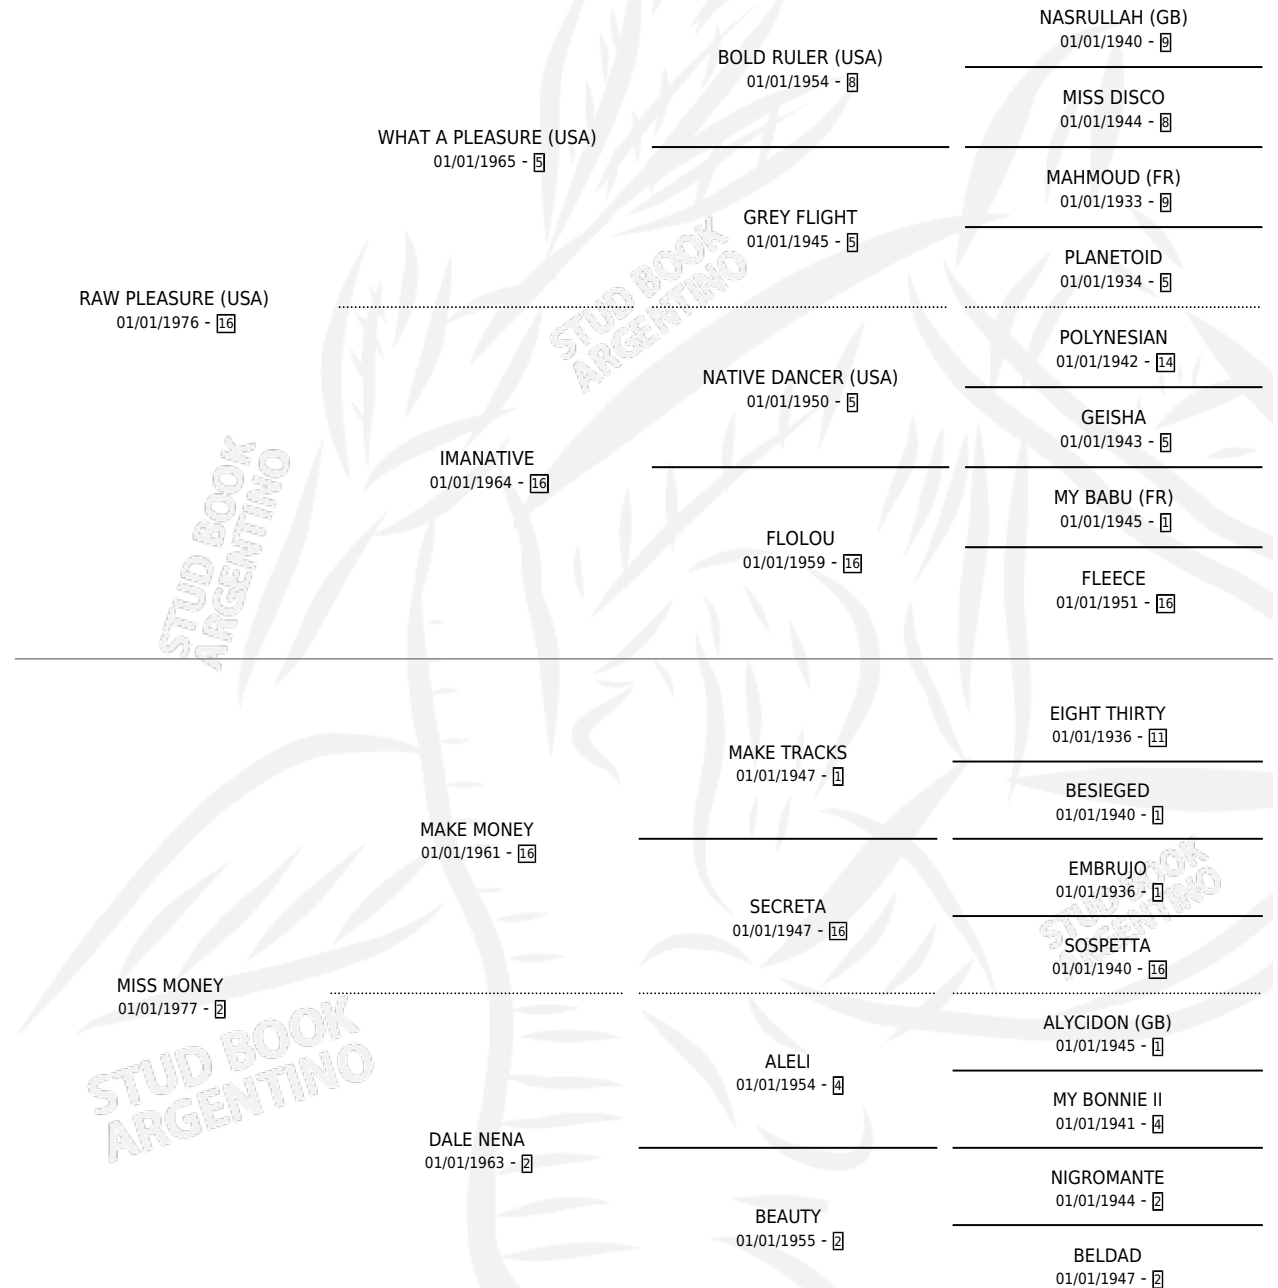 NASRULLAH (GB)
01/01/1940 - 9
BOLD RULER (USA)
01/01/1954 - 8
MISS DISCO
01/01/1944 - 8
WHAT A PLEASURE (USA)
01/01/1965 - 5
MAHMOUD (FR)
01/01/1933 - 9
GREY FLIGHT
01/01/1945 - 5
PLANETOID
01/01/1934 - 5
RAW PLEASURE (USA)
01/01/1976 - 16
STUD BOOK
ARGENTINO
POLYNESIAN
01/01/1942 - 14
NATIVE DANCER (USA)
01/01/1950 - 5
GEISHA
01/01/1943 - 5
IMANATIVE
01/01/1964 - 16
MY BABU (FR)
01/01/1945 - 1
FLOLOU
01/01/1959 - 16
FLEECE
01/01/1951 - 16
STUD BOOK
ARGENTINO
EIGHT THIRTY
01/01/1936 - 11
MAKE TRACKS
01/01/1947 - 1
BESIEGED
01/01/1940 - 1
MAKE MONEY
01/01/1961 - 16
EMBRUJO
01/01/1936 - 1
SECRETA
01/01/1947 - 16
STUD BOOK
ARGENTINO
SOSPETTA
01/01/1940 - 16
MISS MONEY
01/01/1977 - 2
STUD BOOK
ARGENTINO
ALYCIDON (GB)
01/01/1945 - 1
ALELI
01/01/1954 - 4
MY BONNIE II
01/01/1941 - 4
DALE NENA
01/01/1963 - 2
NIGROMANTE
01/01/1944 - 2
BEAUTY
01/01/1955 - 2
BELDAD
01/01/1947 - 2